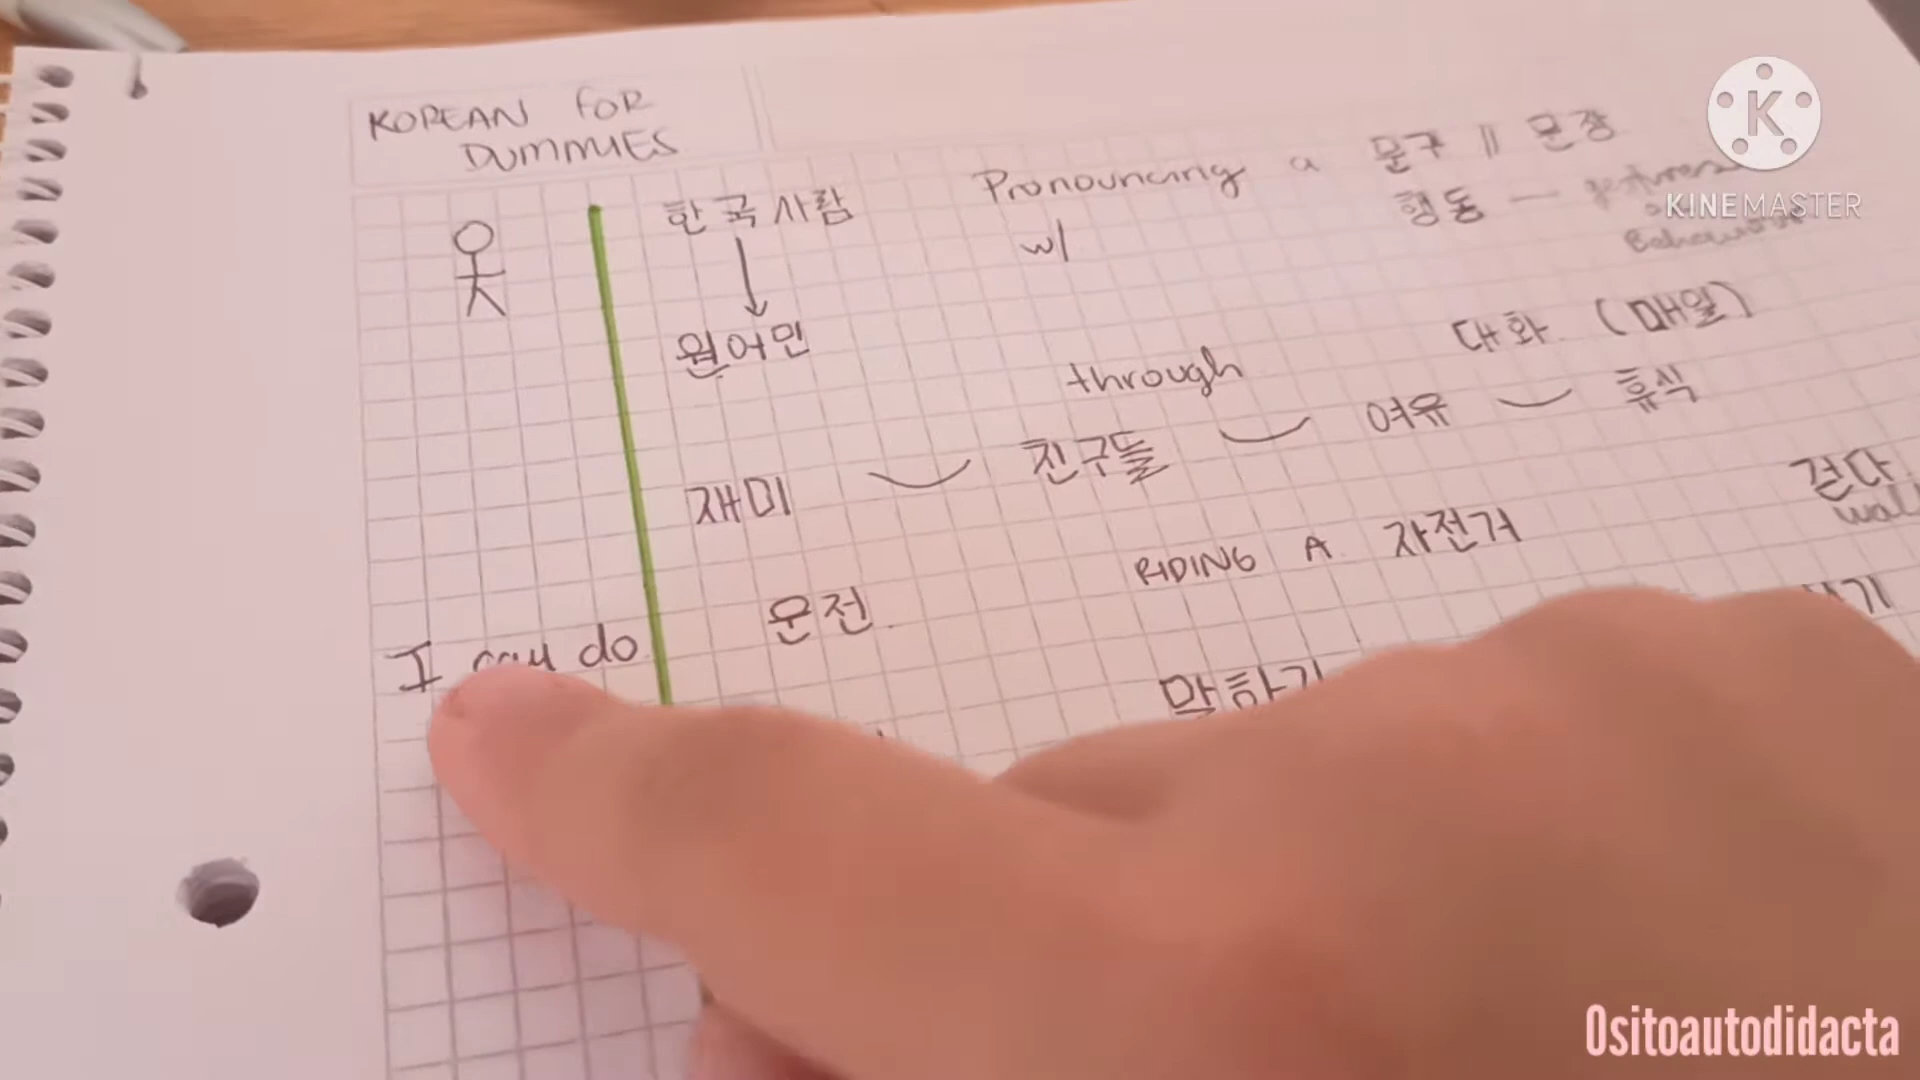 KOREAN FOR
DUMMIES
한국사람
Pronouncing a 문구 || 문장
w/
행동 — gestures
원어민
대화 (매일)
through
재미 친구들 여유 휴식
걷다
RIDING A 자전거
운전
I can do
말하기
KINEMASTER
Ositoautodidacta